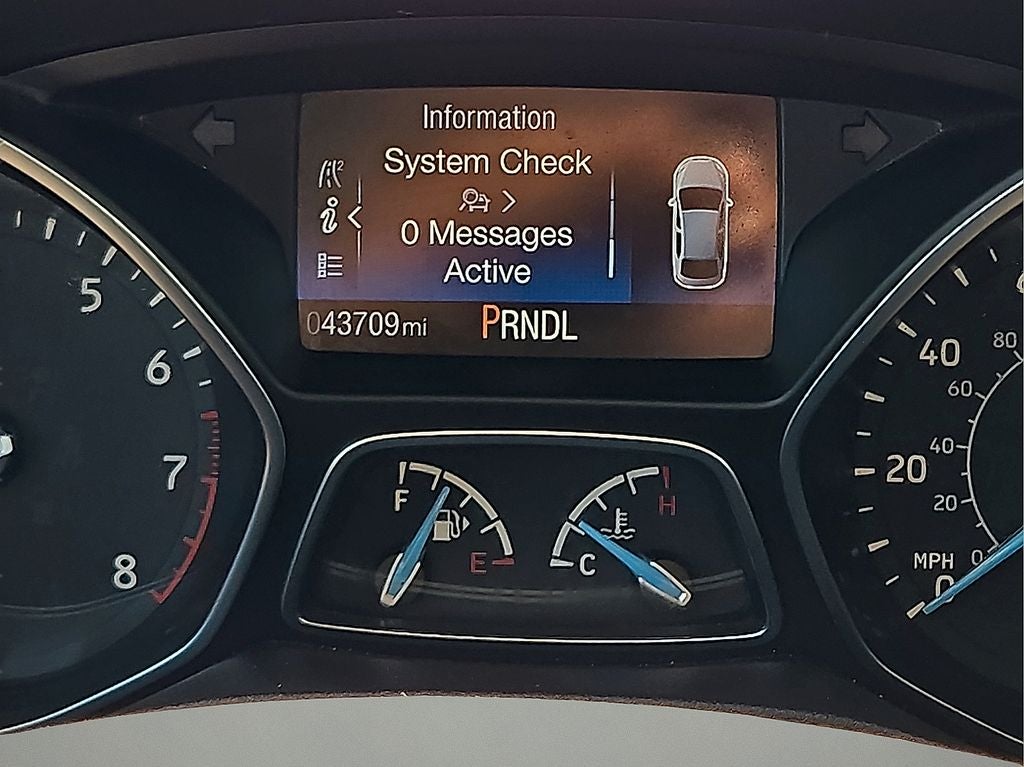 Information
System Check
0 Messages
Active
043709mi
PRNDL
5
6
7
8
F
E
C
H
80
40
60
40
20
20
MPH
0
0